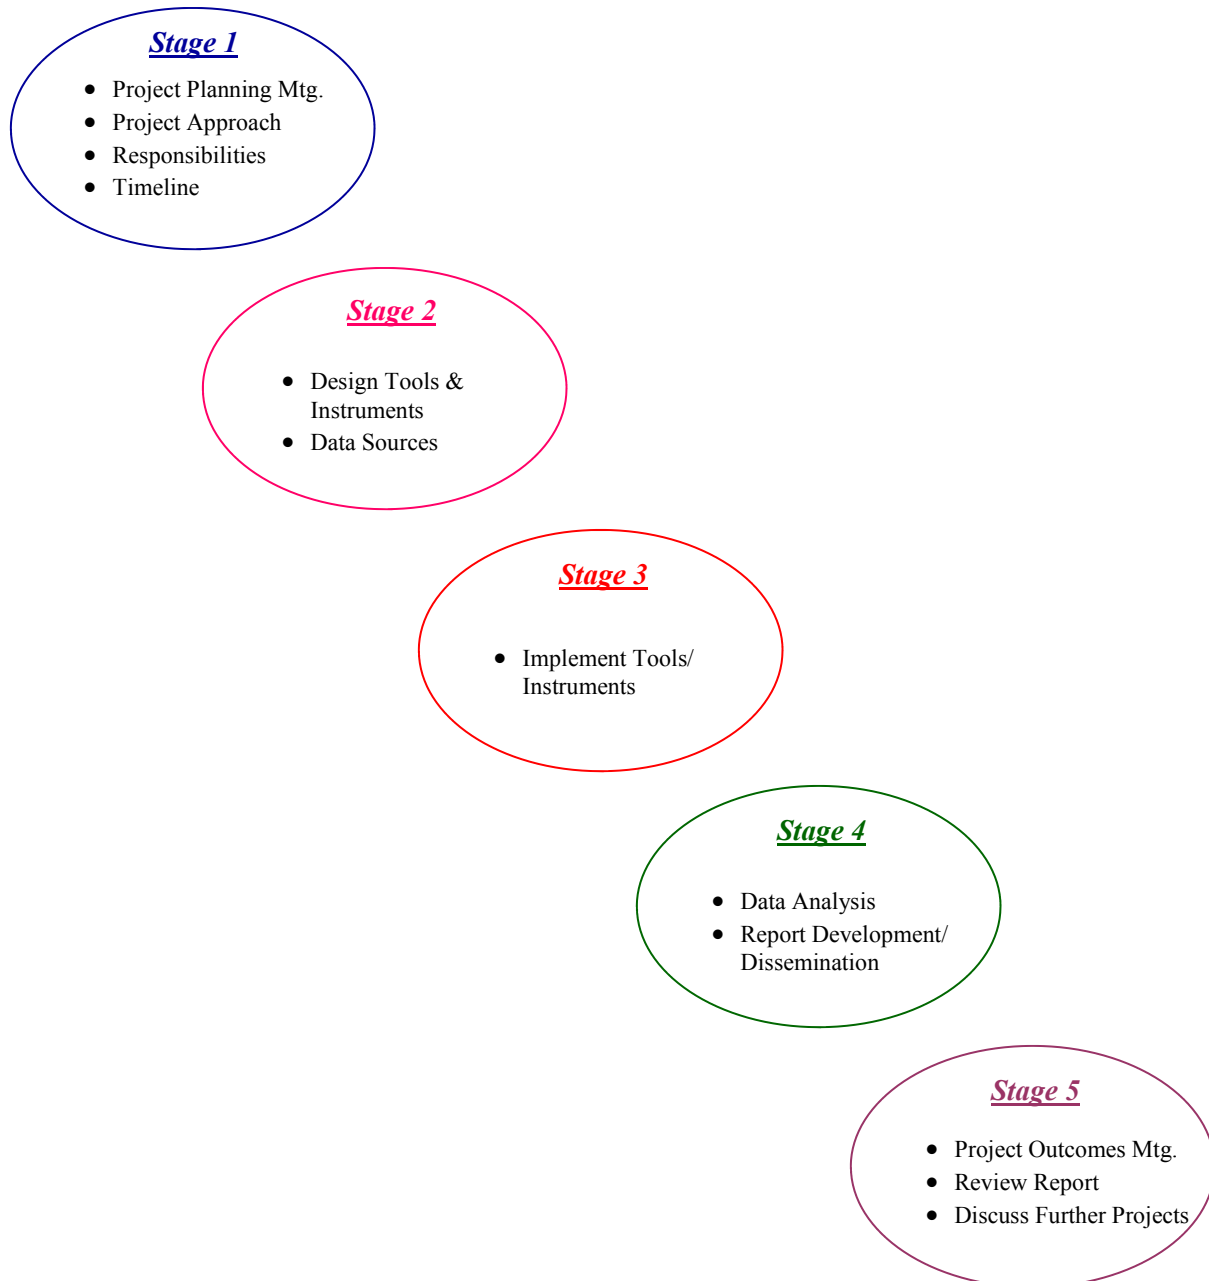 Stage 1
• Project Planning Mtg.
• Project Approach
• Responsibilities
• Timeline
Stage 2
• Design Tools &
Instruments
• Data Sources
Stage 3
• Implement Tools/
Instruments
Stage 4
• Data Analysis
• Report Development/
Dissemination
Stage 5
• Project Outcomes Mtg.
• Review Report
• Discuss Further Projects